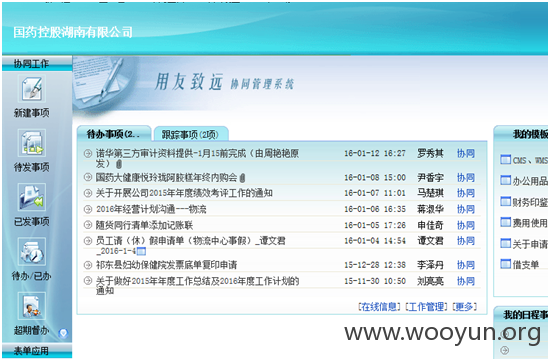 国药控股湖南有限公司
协同工作
新建事项
待发事项
已发事项
待办/已办
超期督办
表单应用
用友致远 协同管理系统
待办事项(2..
跟踪事项(2项)
诺华第三方审计资料提供-1月15前完成（由周艳艳原发） 16-01-12 16:27 罗秀其 协同
国药大健康悦玲珑阿胶糕年终内购会 16-01-08 15:00 尹香宇 协同
关于开展公司2015年年度绩效考评工作的通知 16-01-07 11:01 马楚琪 协同
2016年经营计划沟通---物流 16-01-06 16:35 蒋淑华 协同
随货同行清单添加记账联 16-01-05 17:26 申佳奇 协同
员工请（休）假申请单（物流中心事假）_谭文君_2016-1-4 16-01-04 14:54 谭文君 协同
祁东县妇幼保健院发票底单复印申请 15-12-28 12:38 李泽丹 协同
关于做好2015年年度工作总结及2016年度工作计划的通知 15-11-30 10:50 刘亮亮 协同
[在线信息] [工作管理] [更多]
我的模板
CMS、WMS
办公用品
财务印鉴
费用使用
关于申请
借支单
我的日程事
www.wooyun.org